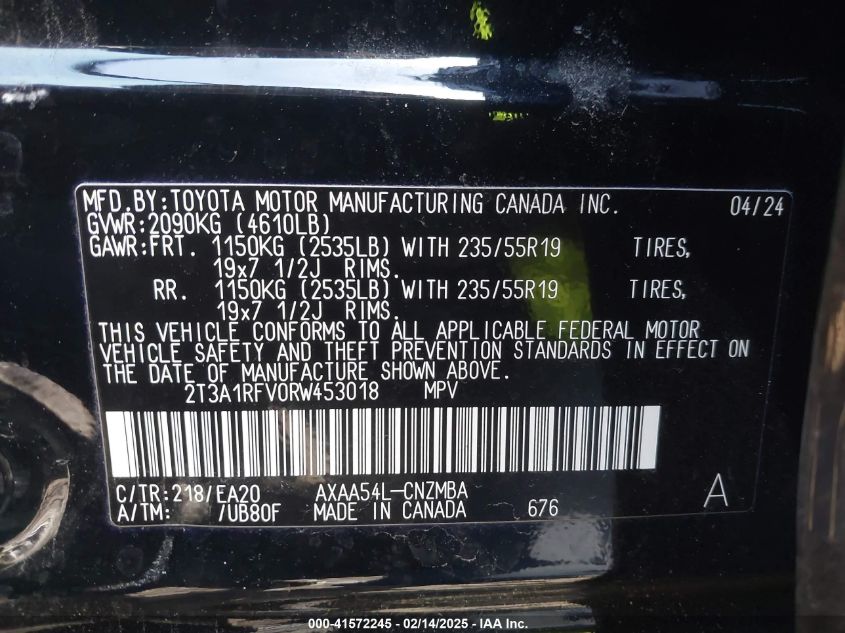 MFD.BY:TOYOTA MOTOR MANUFACTURING CANADA INC. 04/24
GVWR:2090KG (4610LB)
GAWR:FRT. 1150KG (2535LB) WITH 235/55R19 TIRES,
19x7 1/2J RIMS.
RR. 1150KG (2535LB) WITH 235/55R19 TIRES,
19x7 1/2J RIMS.
THIS VEHICLE CONFORMS TO ALL APPLICABLE FEDERAL MOTOR
VEHICLE SAFETY AND THEFT PREVENTION STANDARDS IN EFFECT ON
THE DATE OF MANUFACTURE SHOWN ABOVE.
2T3A1RFV0RW453018 MPV
C/TR:218/EA20 AXAA54L-CNZMBA A
A/TM: /UB80F MADE IN CANADA 676
000-41572245 - 02/14/2025 - IAA Inc.